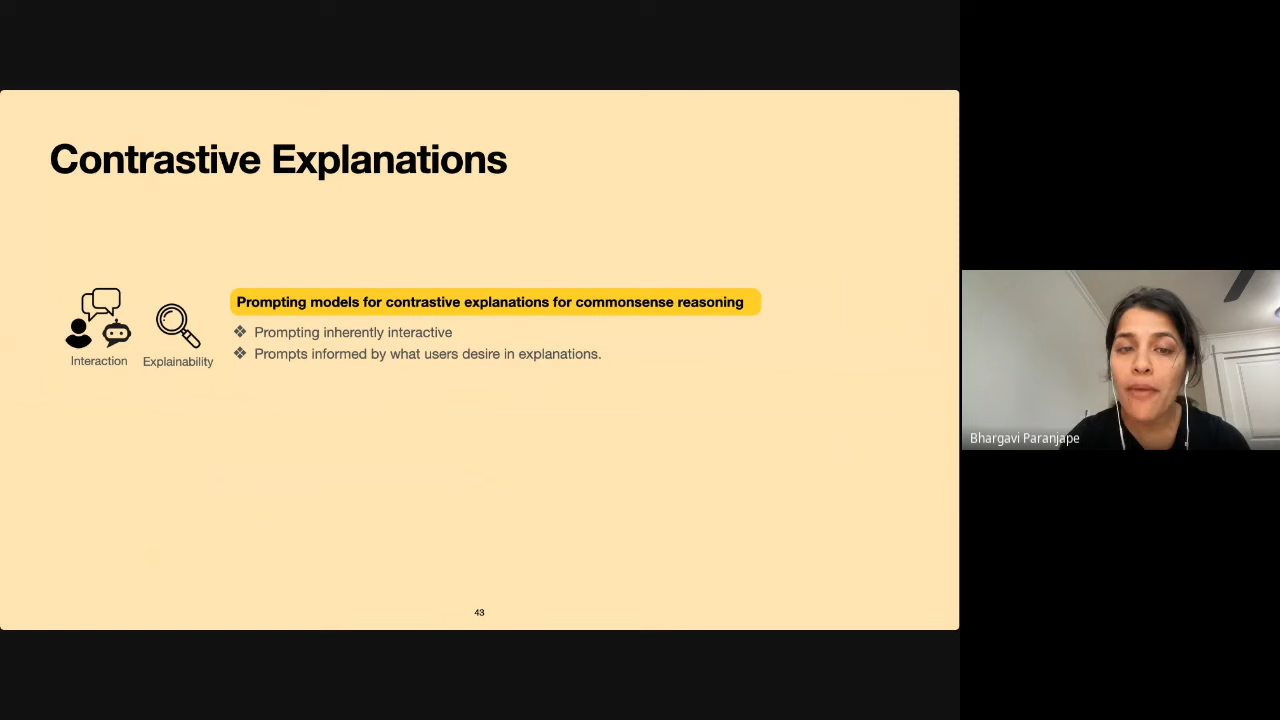 Contrastive Explanations
Prompting models for contrastive explanations for commonsense reasoning
❖ Prompting inherently interactive
❖ Prompts informed by what users desire in explanations.
Interaction
Explainability
43
Bhargavi Paranjape